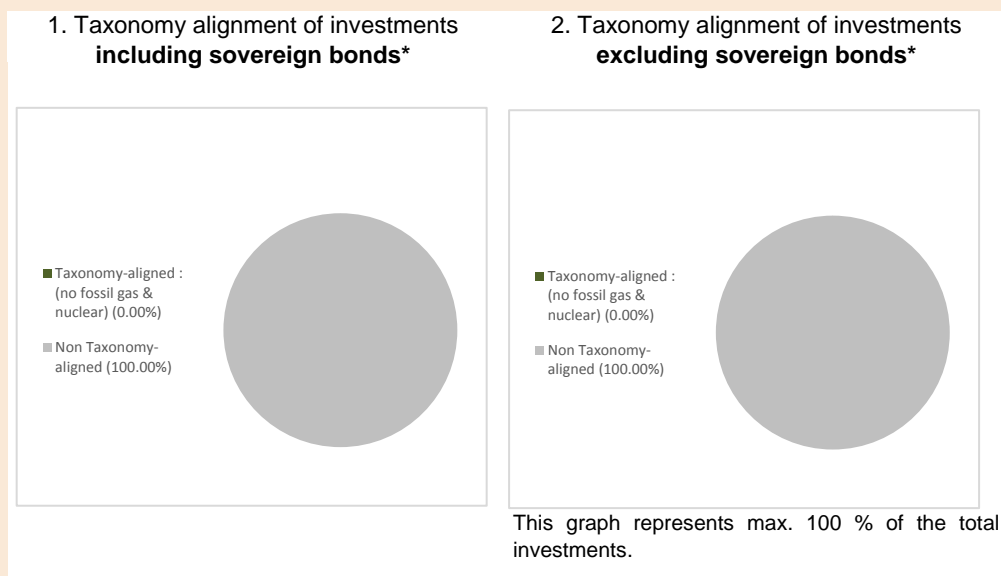 1. Taxonomy alignment of investments
including sovereign bonds*
Taxonomy-aligned :
(no fossil gas &
nuclear) (0.00%)
Non Taxonomy-
aligned (100.00%)
2. Taxonomy alignment of investments
excluding sovereign bonds*
Taxonomy-aligned :
(no fossil gas &
nuclear) (0.00%)
Non Taxonomy-
aligned (100.00%)
This graph represents max. 100 % of the total
investments.